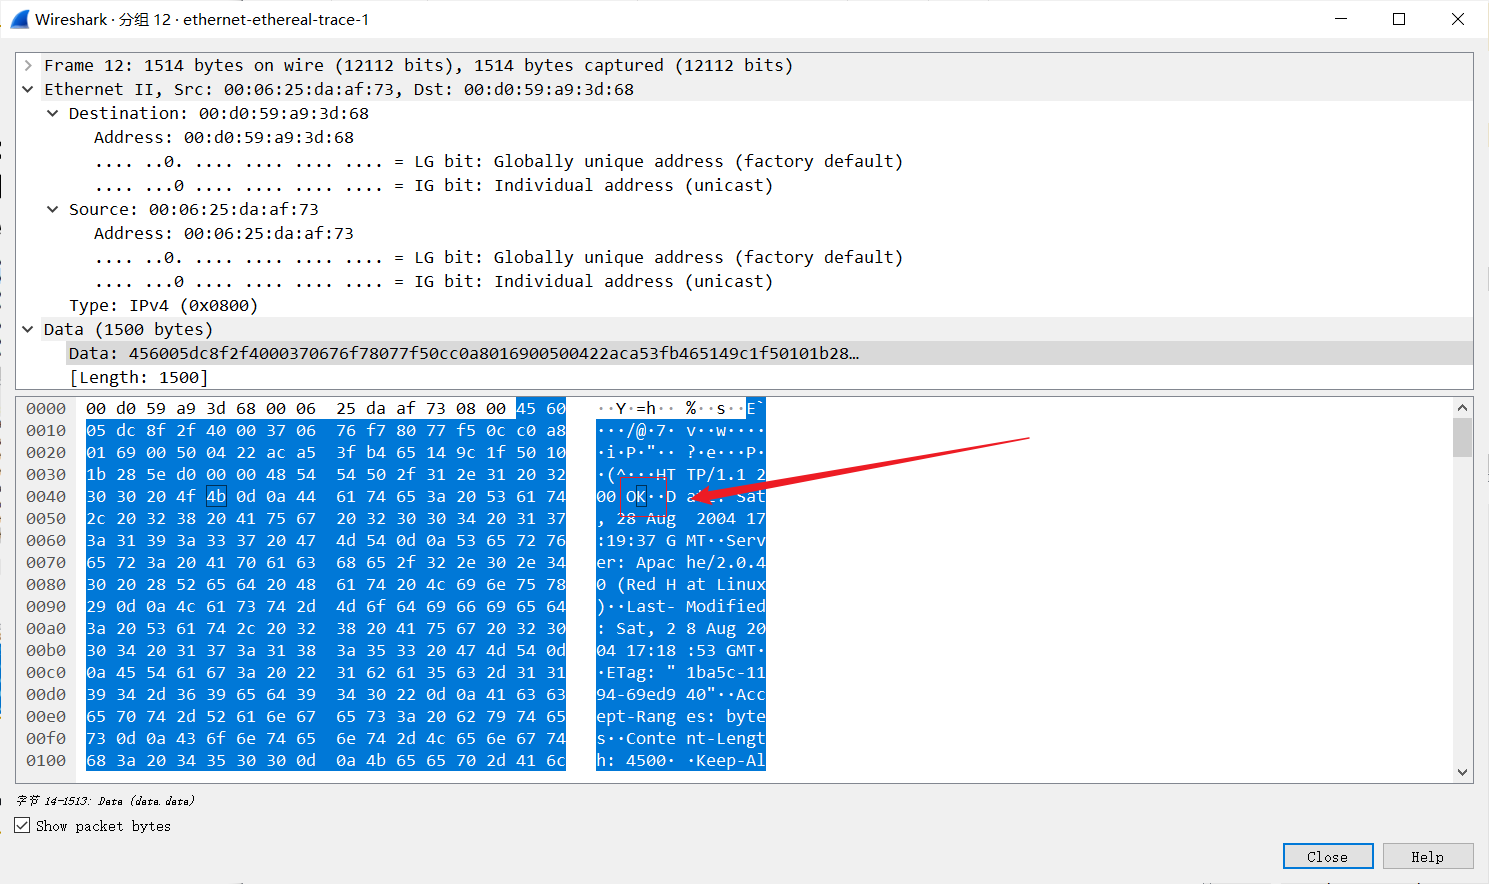 Wireshark · 分组 12 · ethernet-ethereal-trace-1
Frame 12: 1514 bytes on wire (12112 bits), 1514 bytes captured (12112 bits)
Ethernet II, Src: 00:06:25:da:af:73, Dst: 00:d0:59:a9:3d:68
Destination: 00:d0:59:a9:3d:68
Address: 00:d0:59:a9:3d:68
.... ..0. .... .... .... .... = LG bit: Globally unique address (factory default)
.... ...0 .... .... .... .... = IG bit: Individual address (unicast)
Source: 00:06:25:da:af:73
Address: 00:06:25:da:af:73
.... ..0. .... .... .... .... = LG bit: Globally unique address (factory default)
.... ...0 .... .... .... .... = IG bit: Individual address (unicast)
Type: IPv4 (0x0800)
Data (1500 bytes)
Data: 456005dc8f2f4000370676f78077f50cc0a8016900500422aca53fb465149c1f50101b28…
[Length: 1500]
0000 00 d0 59 a9 3d 68 00 06 25 da af 73 08 00 45 60 ··Y·=h·· %··s··E`
0010 05 dc 8f 2f 40 00 37 06 76 f7 80 77 f5 0c c0 a8 ···/@·7· v··w····
0020 01 69 00 50 04 22 ac a5 3f b4 65 14 9c 1f 50 10 ·i·P·"·· ?·e···P·
0030 1b 28 5e d0 00 00 48 54 54 50 2f 31 2e 31 20 32 ·(^···HT TP/1.1 2
0040 30 30 20 4f 4b 0d 0a 44 61 74 65 3a 20 53 61 74 00 OK··D ate: Sat
0050 2c 20 32 38 20 41 75 67 20 32 30 30 34 20 31 37 , 28 Aug 2004 17
0060 3a 31 39 3a 33 37 20 47 4d 54 0d 0a 53 65 72 76 :19:37 G MT··Serv
0070 65 72 3a 20 41 70 61 63 68 65 2f 32 2e 30 2e 34 er: Apac he/2.0.4
0080 30 20 28 52 65 64 20 48 61 74 20 4c 69 6e 75 78 0 (Red H at Linux
0090 29 0d 0a 4c 61 73 74 2d 4d 6f 64 69 66 69 65 64 )··Last- Modified
00a0 3a 20 53 61 74 2c 20 32 38 20 41 75 67 20 32 30 : Sat, 2 8 Aug 20
00b0 30 34 20 31 37 3a 31 38 3a 35 33 20 47 4d 54 0d 04 17:18 :53 GMT·
00c0 0a 45 54 61 67 3a 20 22 31 62 61 35 63 2d 31 31 ·ETag: " 1ba5c-11
00d0 39 34 2d 36 39 65 64 39 34 30 22 0d 0a 41 63 63 94-69ed9 40"··Acc
00e0 65 70 74 2d 52 61 6e 67 65 73 3a 20 62 79 74 65 ept-Rang es: byte
00f0 73 0d 0a 43 6f 6e 74 65 6e 74 2d 4c 65 6e 67 74 s··Conte nt-Lengt
0100 68 3a 20 34 35 30 30 0d 0a 4b 65 65 70 2d 41 6c h: 4500· ·Keep-Al
字节 14-1513: Data (data.data)
Show packet bytes
Close
Help